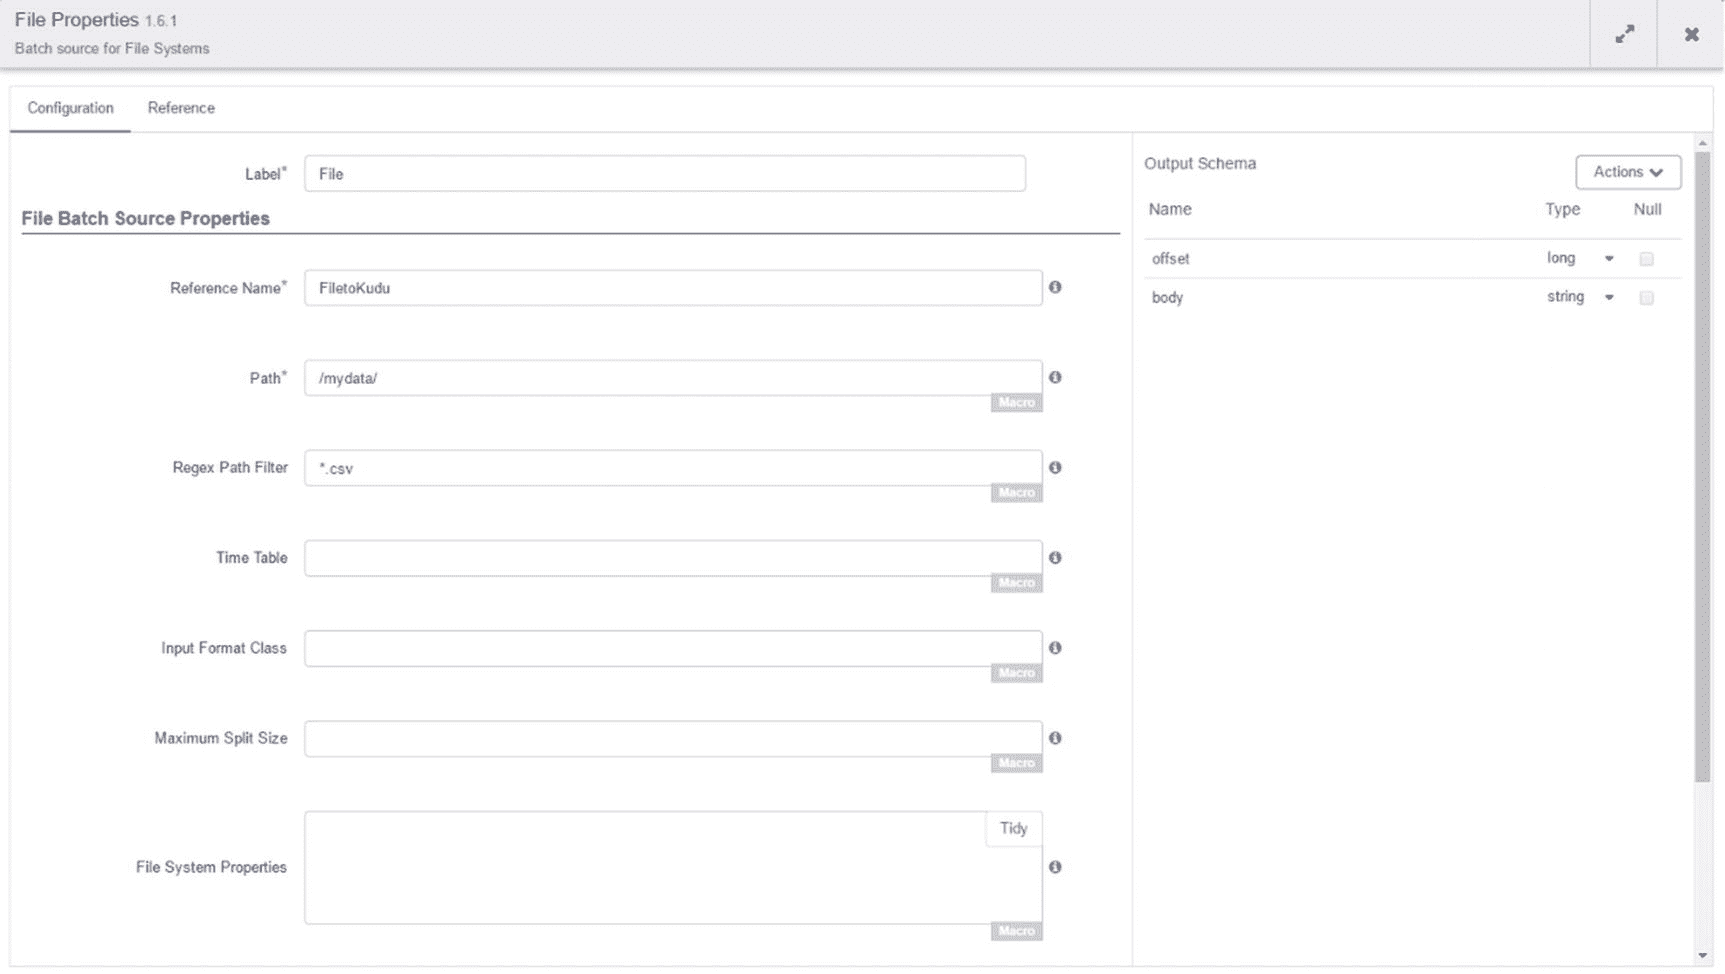 File Properties 1.6.1
Batch source for File Systems
Configuration Reference
Label* File
File Batch Source Properties
Reference Name* FiletoKudu
Path* /mydata/
Macro
Regex Path Filter *.csv
Macro
Time Table
Macro
Input Format Class
Macro
Maximum Split Size
Macro
Tidy
File System Properties
Macro
Output Schema
Actions
Name Type Null
offset long
body string